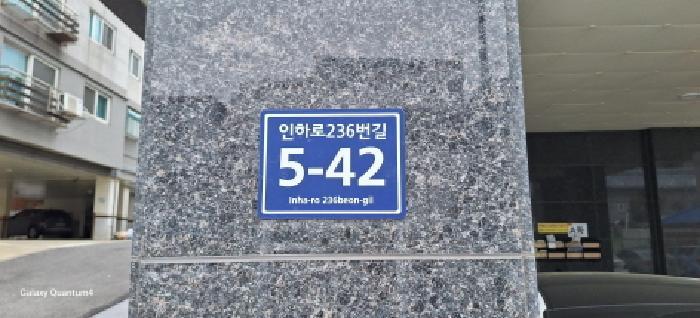 인하로236번길
5-42
Inha-ro 236beon-gil
Galaxy Quantum4